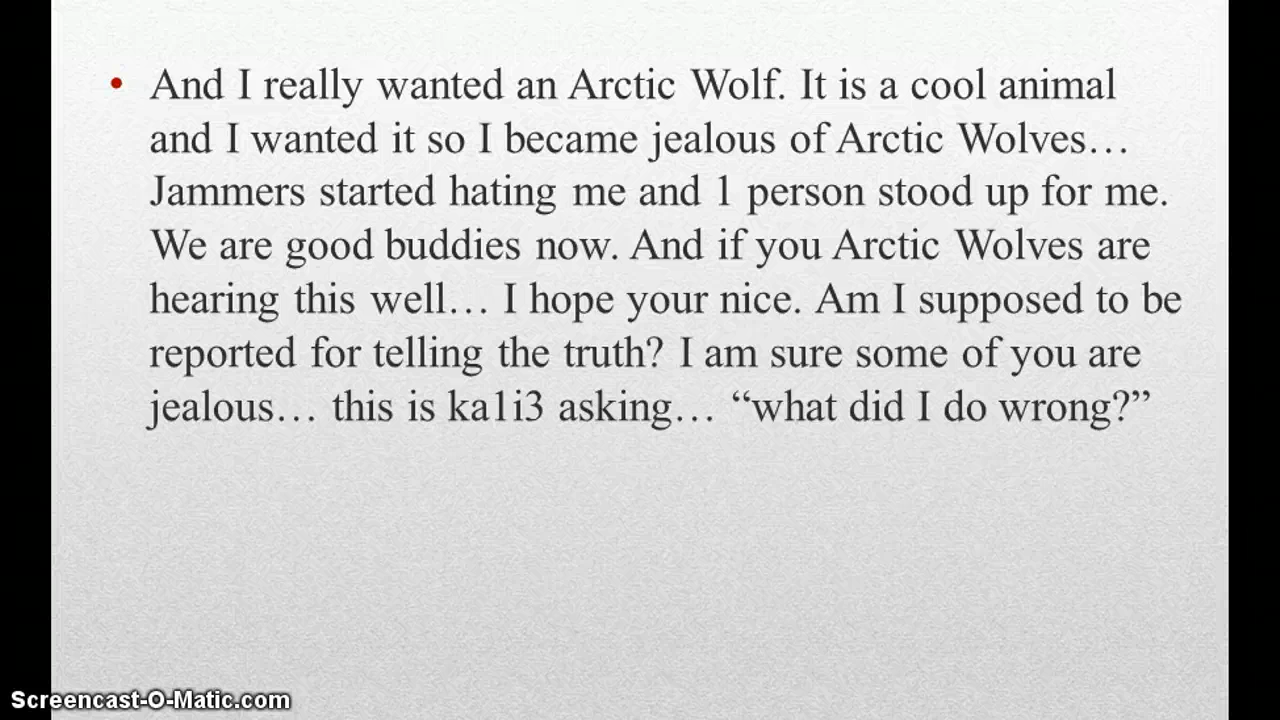 • And I really wanted an Arctic Wolf. It is a cool animal
and I wanted it so I became jealous of Arctic Wolves…
Jammers started hating me and 1 person stood up for me.
We are good buddies now. And if you Arctic Wolves are
hearing this well… I hope your nice. Am I supposed to be
reported for telling the truth? I am sure some of you are
jealous… this is ka1i3 asking… “what did I do wrong?”
Screencast-O-Matic.com